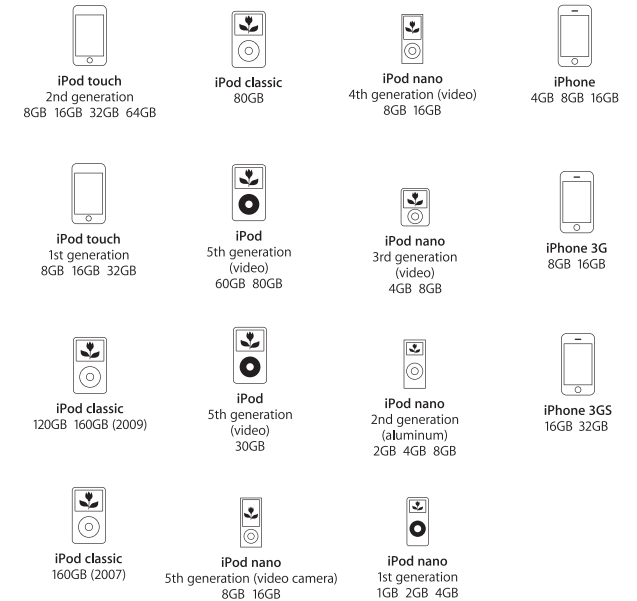 iPod touch
2nd generation
8GB 16GB 32GB 64GB
iPod classic
80GB
iPod nano
4th generation (video)
8GB 16GB
iPhone
4GB 8GB 16GB
iPod touch
1st generation
8GB 16GB 32GB
iPod
5th generation
(video)
60GB 80GB
iPod nano
3rd generation
(video)
4GB 8GB
iPhone 3G
8GB 16GB
iPod classic
120GB 160GB (2009)
iPod
5th generation
(video)
30GB
iPod nano
2nd generation
(aluminum)
2GB 4GB 8GB
iPhone 3GS
16GB 32GB
iPod classic
160GB (2007)
iPod nano
5th generation (video camera)
8GB 16GB
iPod nano
1st generation
1GB 2GB 4GB